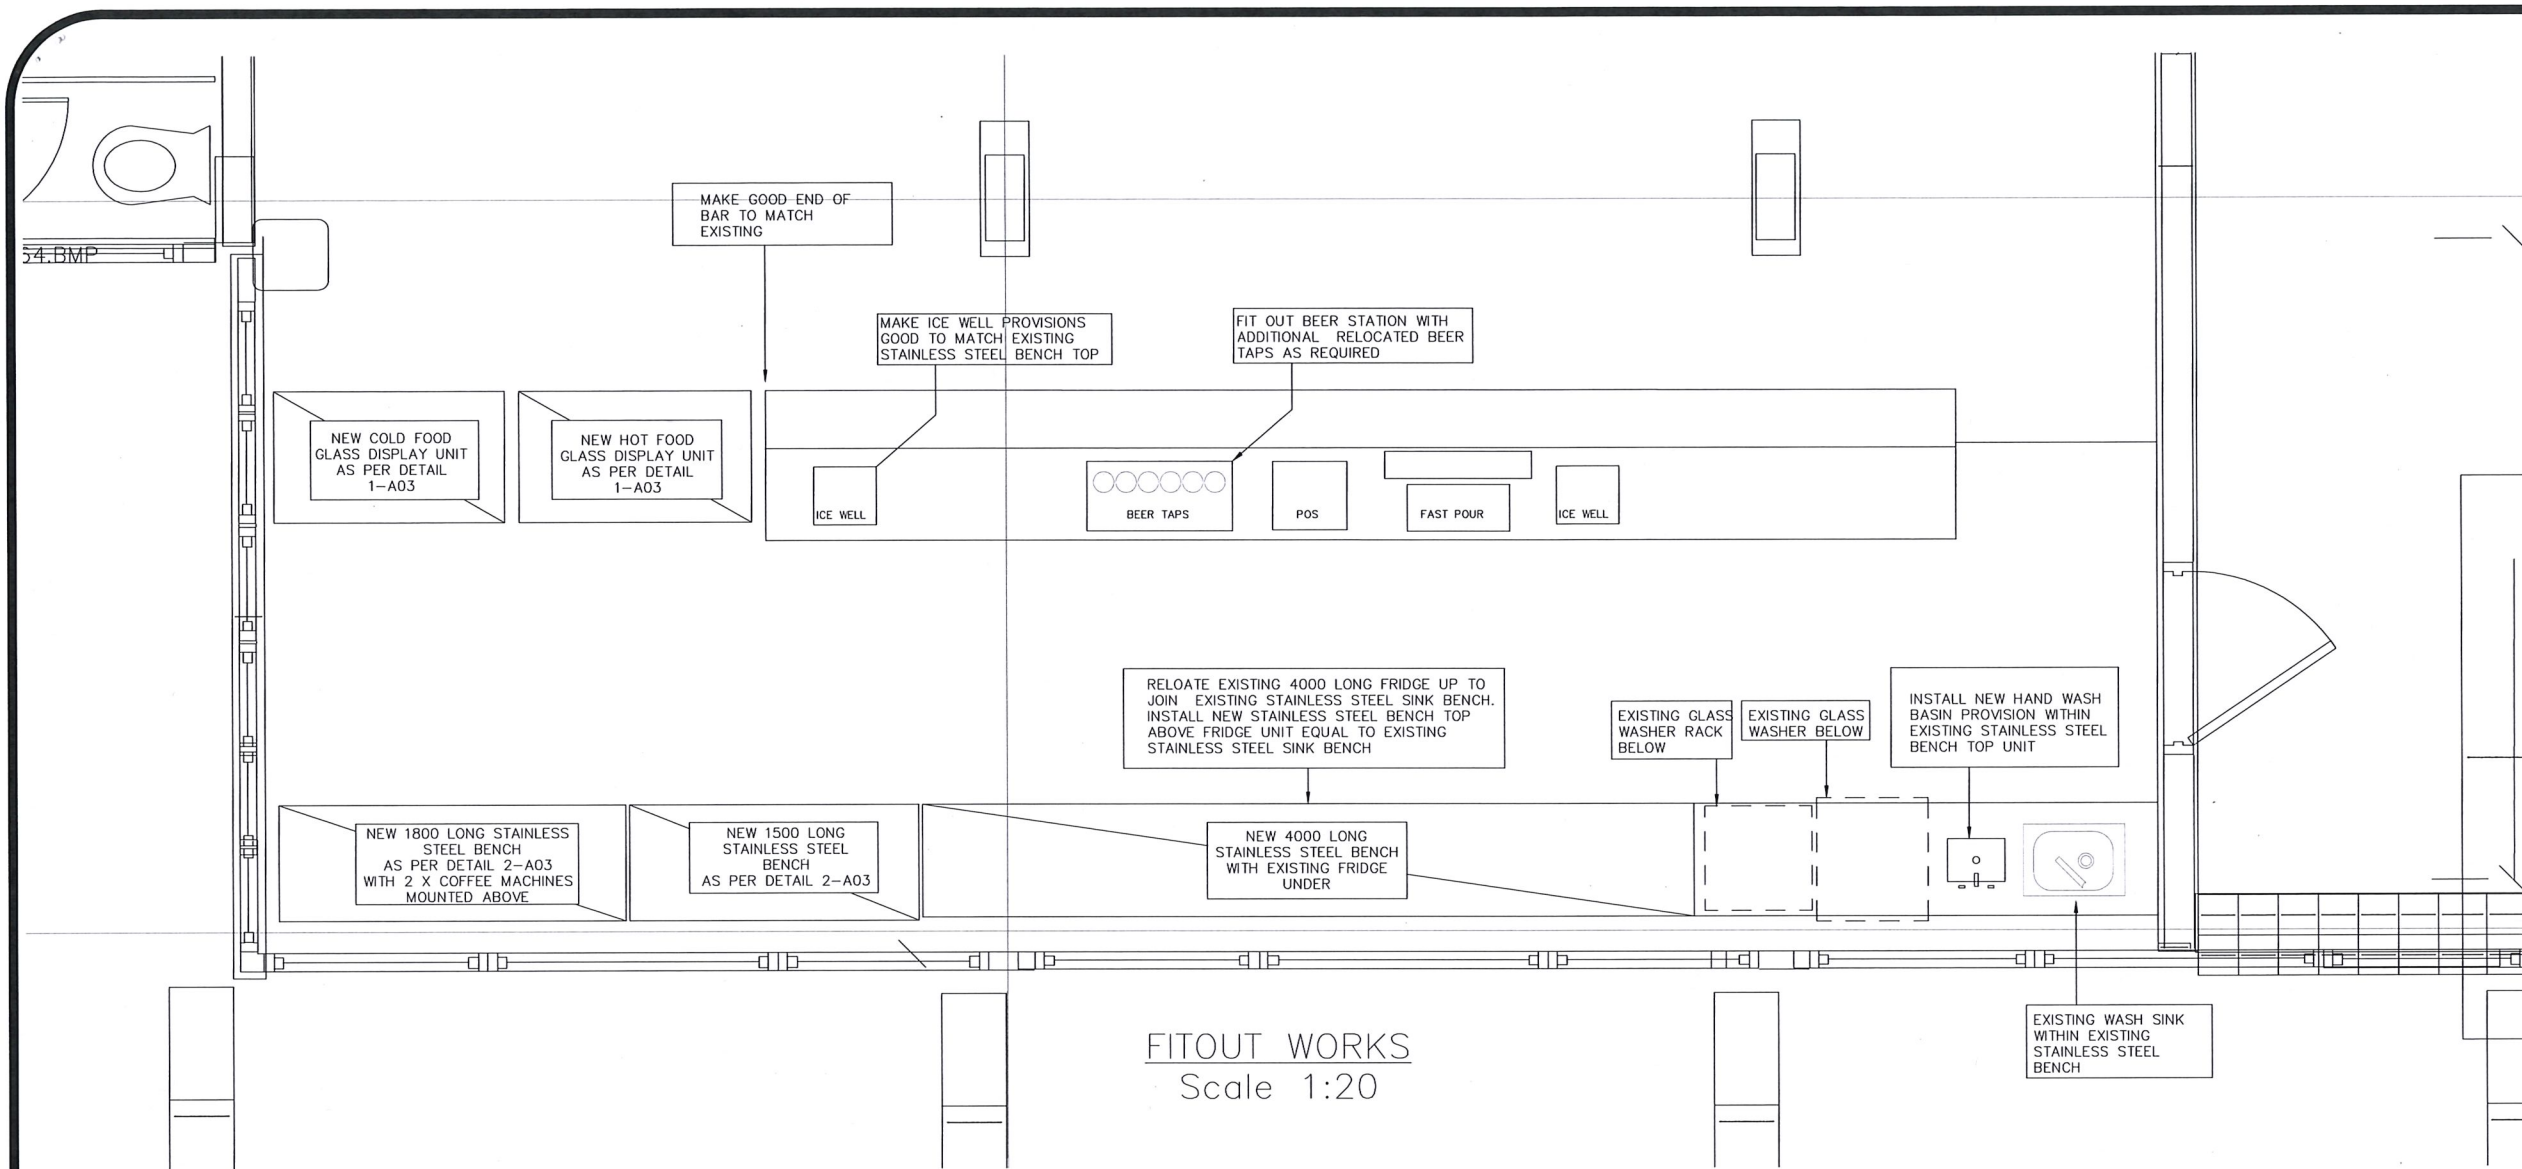 MAKE GOOD END OF
BAR TO MATCH
EXISTING
54.BMP
MAKE ICE WELL PROVISIONS
GOOD TO MATCH EXISTING
STAINLESS STEEL BENCH TOP
FIT OUT BEER STATION WITH
ADDITIONAL RELOCATED BEER
TAPS AS REQUIRED
NEW COLD FOOD
GLASS DISPLAY UNIT
AS PER DETAIL
1-A03
NEW HOT FOOD
GLASS DISPLAY UNIT
AS PER DETAIL
1-A03
ICE WELL
BEER TAPS
POS
FAST POUR
ICE WELL
RELOATE EXISTING 4000 LONG FRIDGE UP TO
JOIN EXISTING STAINLESS STEEL SINK BENCH.
INSTALL NEW STAINLESS STEEL BENCH TOP
ABOVE FRIDGE UNIT EQUAL TO EXISTING
STAINLESS STEEL SINK BENCH
EXISTING GLASS
WASHER RACK
BELOW
EXISTING GLASS
WASHER BELOW
INSTALL NEW HAND WASH
BASIN PROVISION WITHIN
EXISTING STAINLESS STEEL
BENCH TOP UNIT
NEW 1800 LONG STAINLESS
STEEL BENCH
AS PER DETAIL 2-A03
WITH 2 X COFFEE MACHINES
MOUNTED ABOVE
NEW 1500 LONG
STAINLESS STEEL
BENCH
AS PER DETAIL 2-A03
NEW 4000 LONG
STAINLESS STEEL BENCH
WITH EXISTING FRIDGE
UNDER
EXISTING WASH SINK
WITHIN EXISTING
STAINLESS STEEL
BENCH
FITOUT WORKS
Scale 1:20